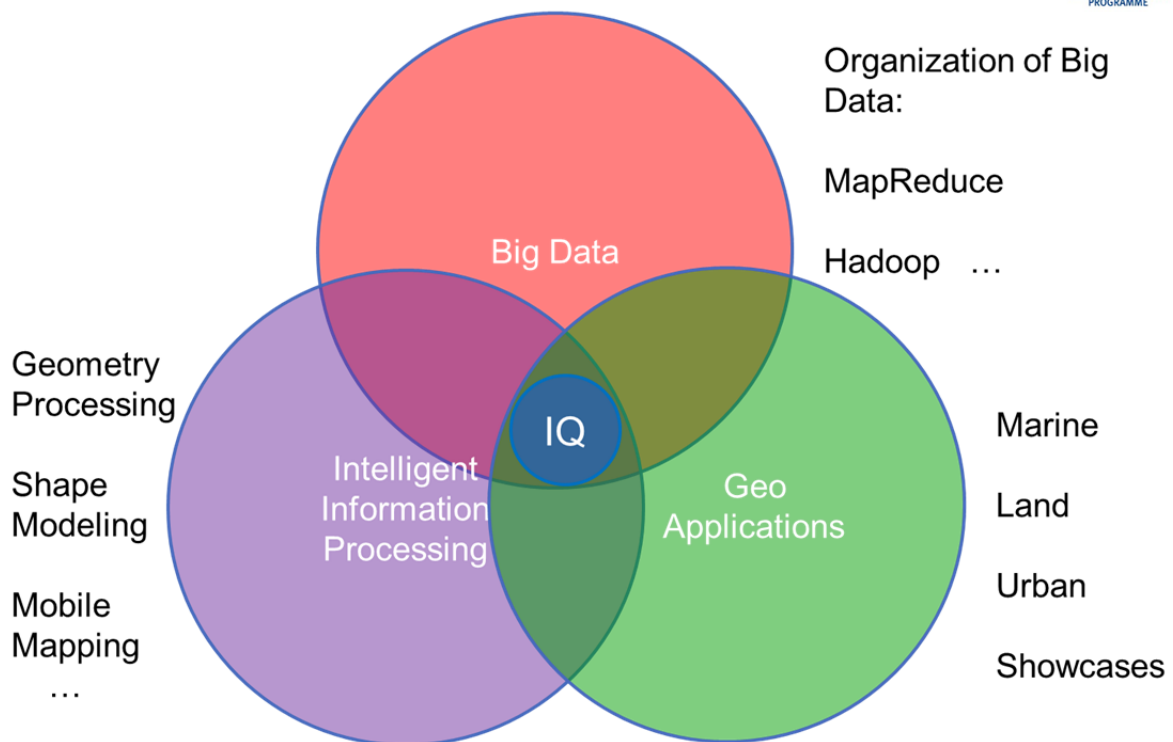 PROGRAMME
Organization of Big
Data:
MapReduce
Hadoop …
Big Data
Geometry
Processing
Shape
Modeling
Mobile
Mapping
…
IQ
Intelligent
Information
Processing
Geo
Applications
Marine
Land
Urban
Showcases